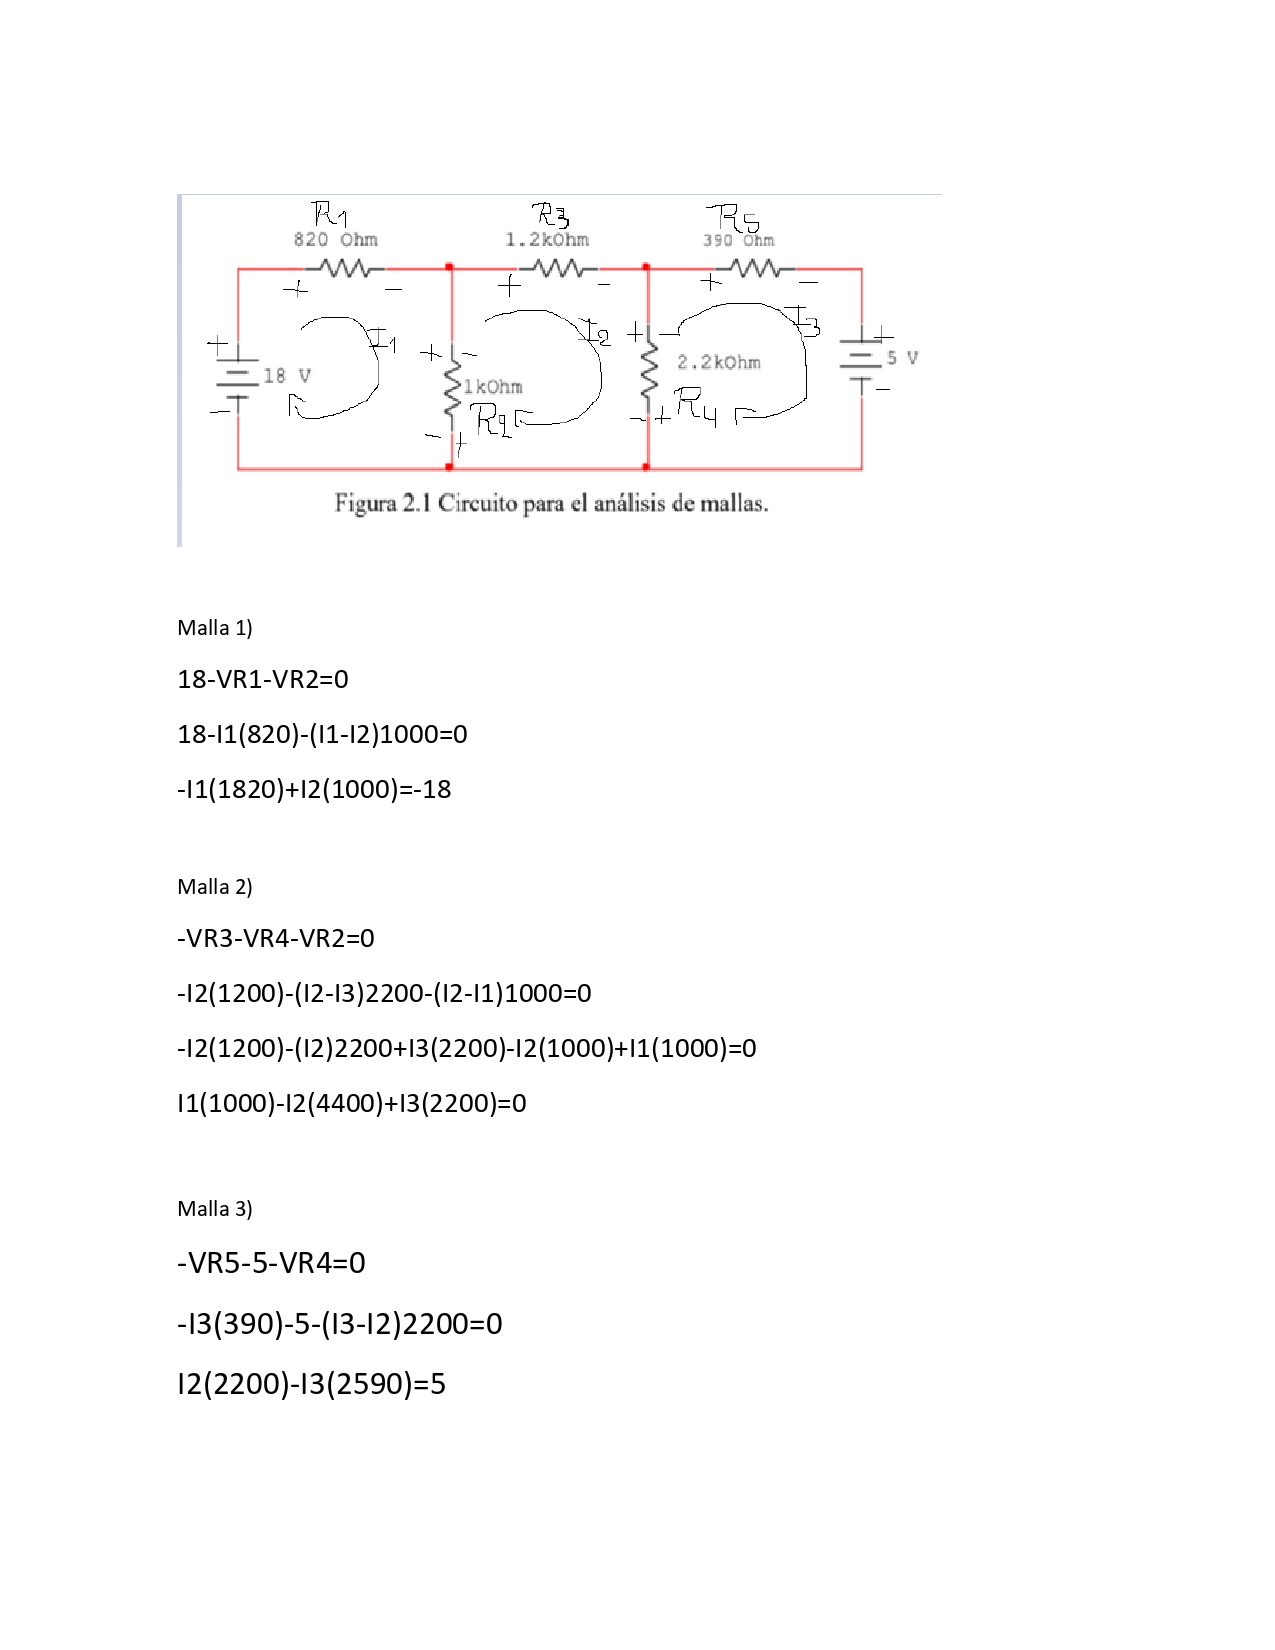 R1 R3 R5
820 Ohm 1.2kOhm 390 Ohm
+ - + - + -
I1 I2 I3
+ + - + - +
18 V 1kOhm 2.2kOhm 5 V
R2 R4
- - + - + -
Figura 2.1 Circuito para el análisis de mallas.
Malla 1)
18-VR1-VR2=0
18-I1(820)-(I1-I2)1000=0
-I1(1820)+I2(1000)=-18
Malla 2)
-VR3-VR4-VR2=0
-I2(1200)-(I2-I3)2200-(I2-I1)1000=0
-I2(1200)-(I2)2200+I3(2200)-I2(1000)+I1(1000)=0
I1(1000)-I2(4400)+I3(2200)=0
Malla 3)
-VR5-5-VR4=0
-I3(390)-5-(I3-I2)2200=0
I2(2200)-I3(2590)=5